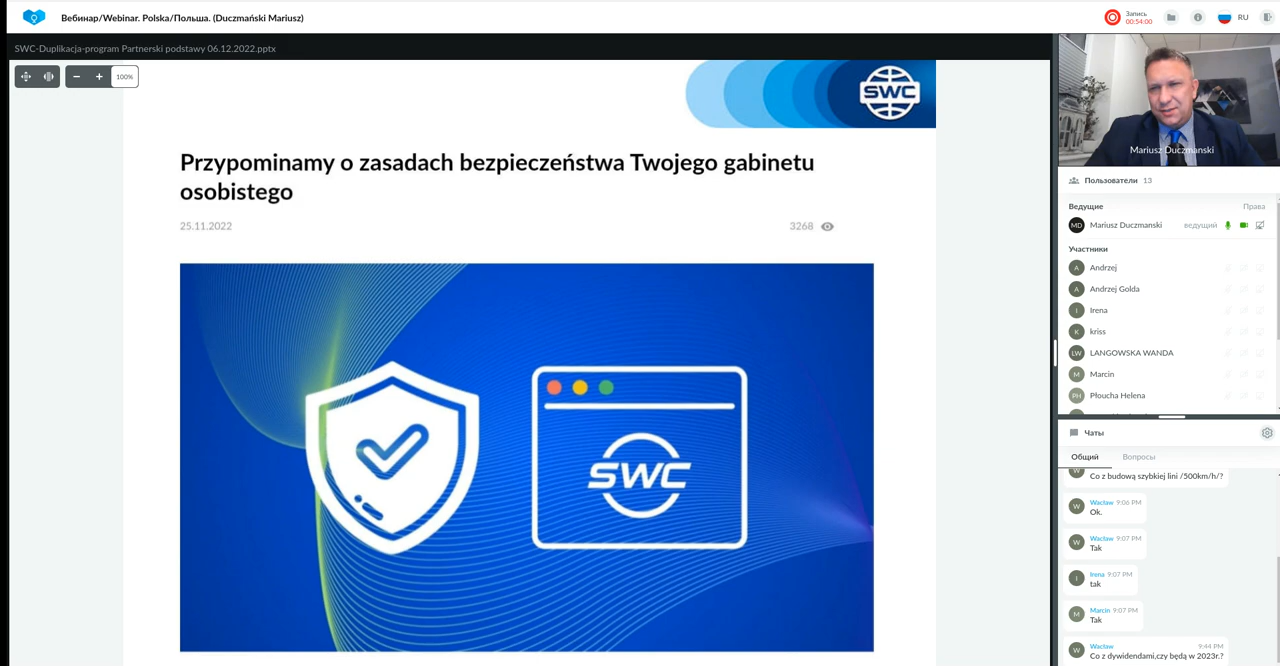 Вебинар/Webinar. Polska/Польша. (Duczmański Mariusz)
Запись
00:54:00
RU
SWC-Duplikacja-program Partnerski podstawy 06.12.2022.pptx
100%
SWC
Przypominamy o zasadach bezpieczeństwa Twojego gabinetu
osobistego
25.11.2022
3268
SWC
Mariusz Duczmanski
Пользователи 13
Ведущие
Права
MD Mariusz Duczmanski ведущий
Участники
A Andrzej
A Andrzej Golda
I Irena
K kriss
LW LANGOWSKA WANDA
M Marcin
PH Płoucha Helena
Чаты
Общий
Вопросы
W
Co z budową szybkiej lini /500km/h/?
W Wacław 9:06 PM
Ok.
W Wacław 9:07 PM
Tak
I Irena 9:07 PM
tak
M Marcin 9:07 PM
Tak
W Wacław 9:44 PM
Co z dywidendami,czy będą w 2023r.?